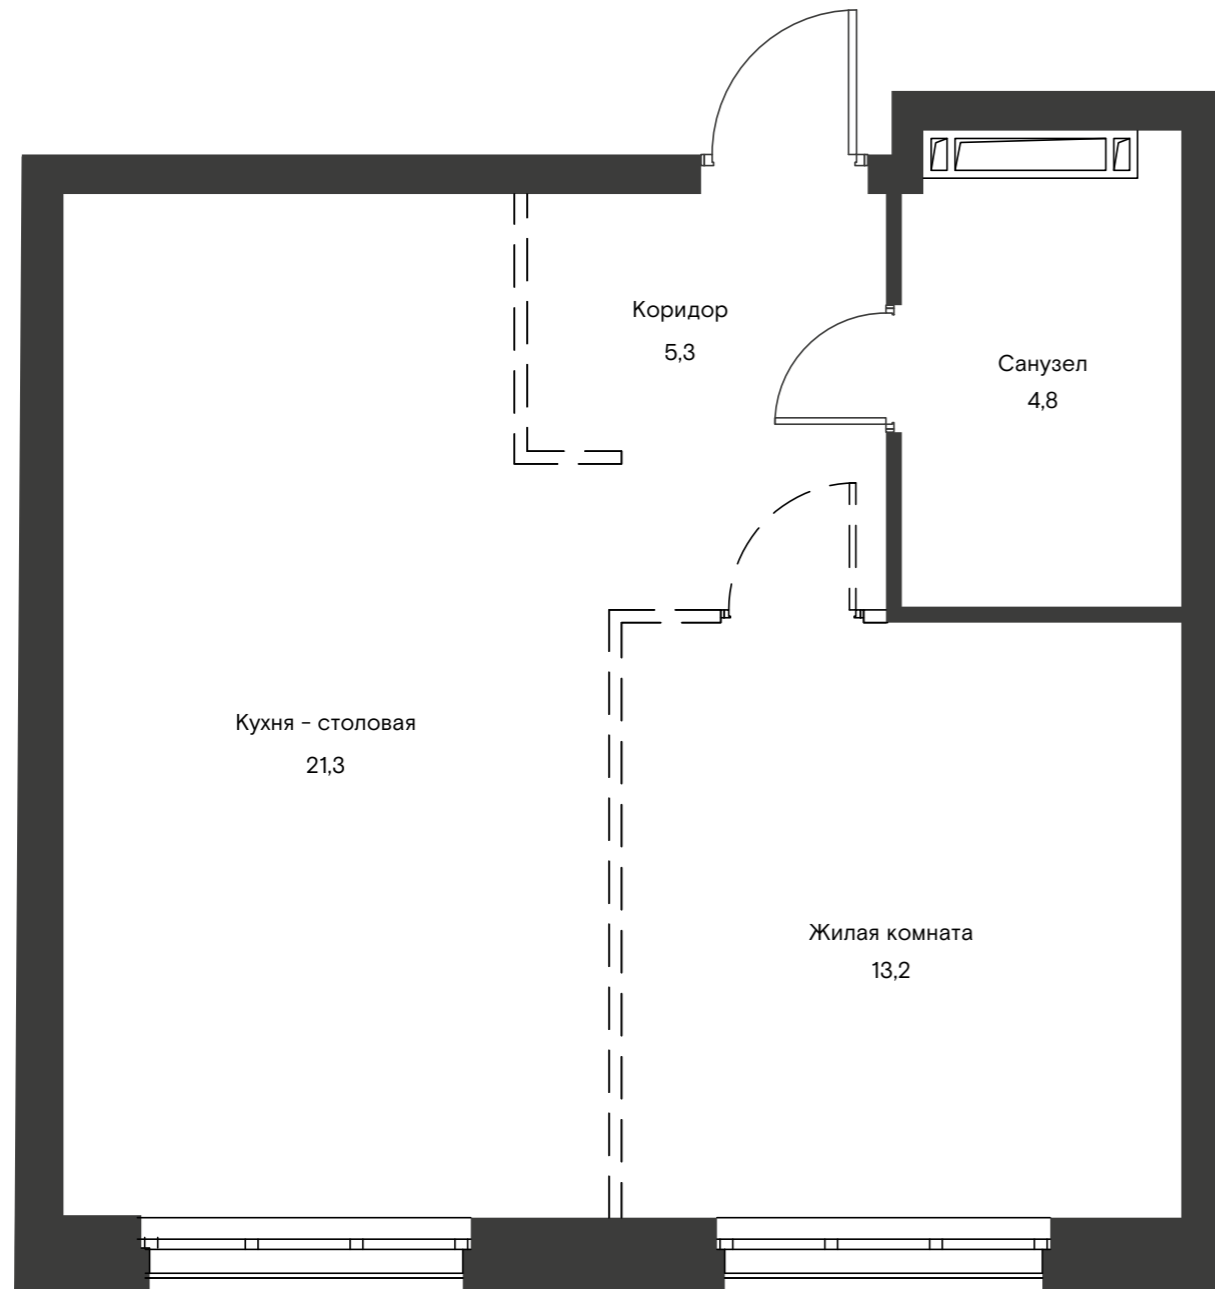 Коридор
5,3
Санузел
4,8
Кухня - столовая
21,3
Жилая комната
13,2